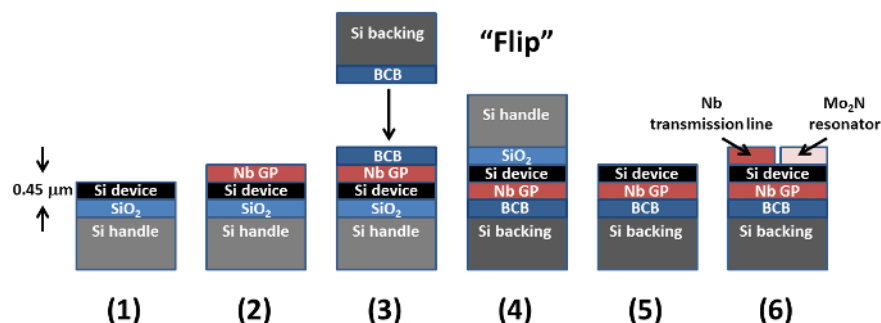 Si backing
BCB
"Flip"
0.45 μm
Si device
SiO₂
Si handle
Nb GP
Si device
SiO₂
Si handle
BCB
Nb GP
Si device
SiO₂
Si handle
Si handle
SiO₂
Si device
Nb GP
BCB
Si backing
Si device
Nb GP
BCB
Si backing
Nb
transmission line
Mo₂N
resonator
Si device
Nb GP
BCB
Si backing
(1)
(2)
(3)
(4)
(5)
(6)